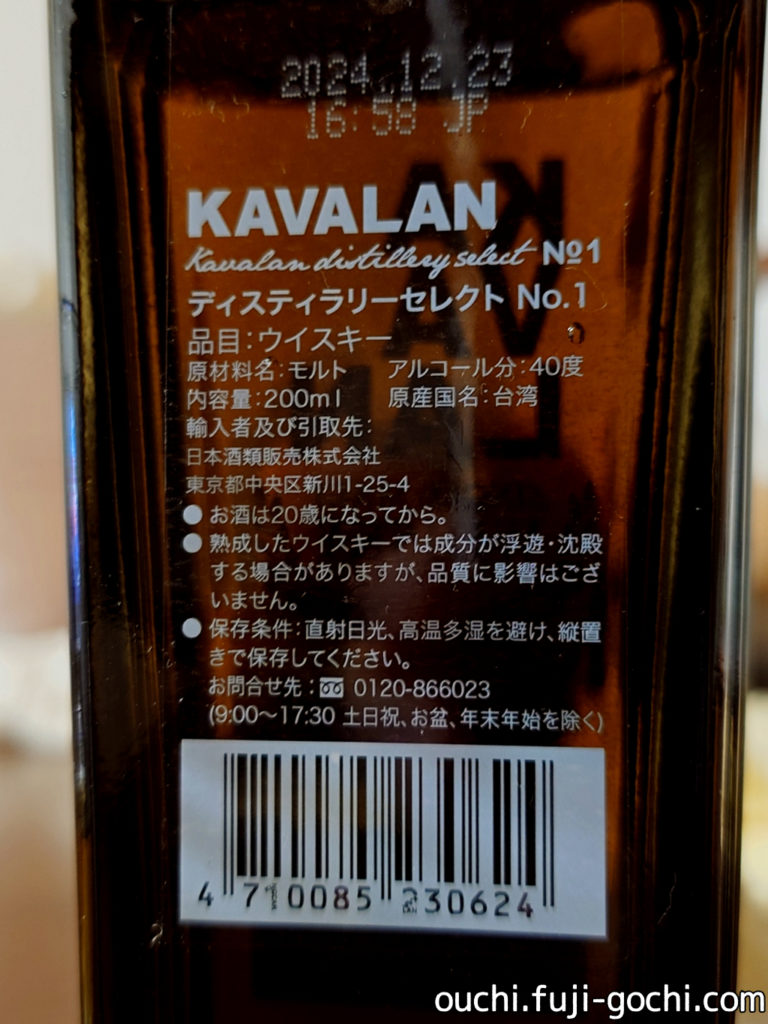 2024.12.23
16:58 JP
KAVALAN
Kavalan distillery select №1
ディスティラリーセレクト No.1
品目：ウイスキー
原材料名：モルト アルコール分：40度
内容量：200ml 原産国名：台湾
輸入者及び引取先：
日本酒類販売株式会社
東京都中央区新川1-25-4
●お酒は20歳になってから。
●熟成したウイスキーでは成分が浮遊・沈殿
する場合がありますが、品質に影響はござ
いません。
●保存条件：直射日光、高温多湿を避け、縦置
きで保存してください。
お問合せ先： 0120-866023
(9:00〜17:30 土日祝、お盆、年末年始を除く)
4 710085 230624
ouchi.fuji-gochi.com